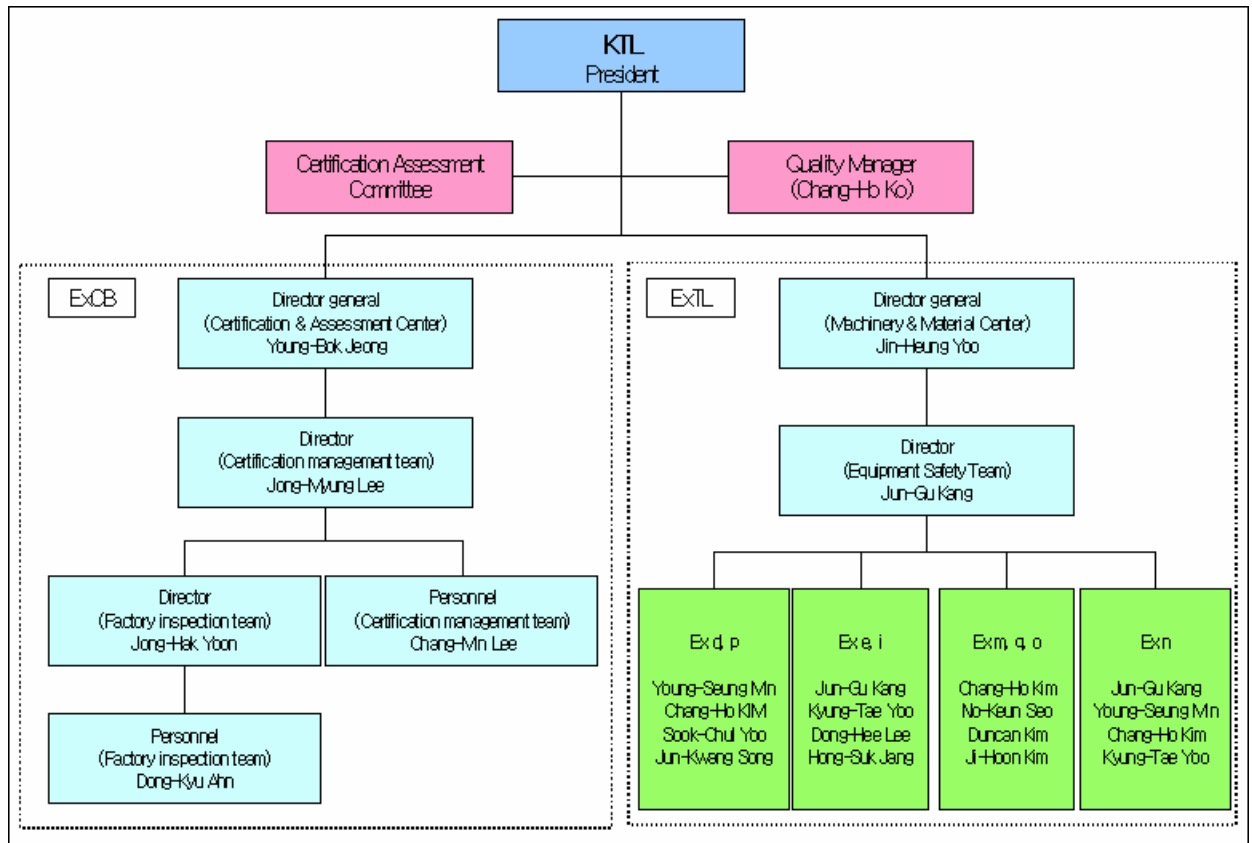 KTL
President
Certification Assessment
Committee
Quality Manager
(Chang-Ho Ko)
ExCB
Director general
(Certification & Assessment Center)
Young-Bok Jeong
Director
(Certification management team)
Jong-Myung Lee
Director
(Factory inspection team)
Jong-Hak Yoon
Personnel
(Certification management team)
Chang-Min Lee
Personnel
(Factory inspection team)
Dong-Kyu Ahn
ExTL
Director general
(Machinery & Material Center)
Jin-Heung Yoo
Director
(Equipment Safety Team)
Jun-Gu Kang
Ex d, p
Young-Seung Min
Chang-Ho KIM
Sook-Chul Yoo
Jun-Kwang Song
Ex e, i
Jun-Gu Kang
Kyung-Tae Yoo
Dong-Hee Lee
Hong-Suk Jang
Ex m, q, o
Chang-Ho Kim
No-Keun Seo
Duncan Kim
Ji-Hoon Kim
Ex n
Jun-Gu Kang
Young-Seung Min
Chang-Ho Kim
Kyung-Tae Yoo